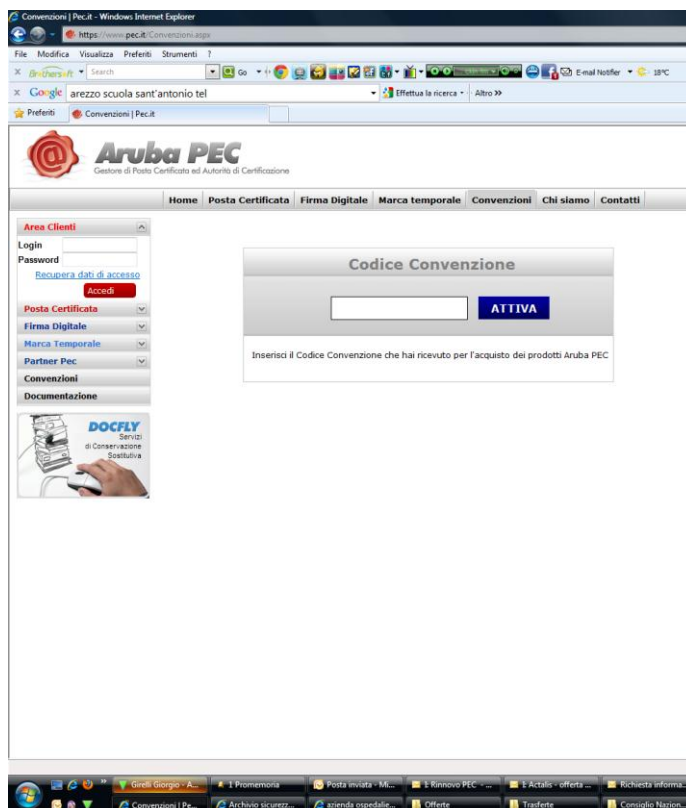 Convenzioni | Pec.it - Windows Internet Explorer
https://www.pec.it/Convenzioni.aspx
File Modifica Visualizza Preferiti Strumenti ?
x Brothersoft Search Go E-mail Notifier 18°C
x Google arezzo scuola sant'antonio tel Effettua la ricerca Altro »
Preferiti Convenzioni | Pec.it
Aruba PEC
Gestore di Posta Certificata ed Autorità di Certificazione
Home Posta Certificata Firma Digitale Marca temporale Convenzioni Chi siamo Contatti
Area Clienti
Login
Password
Recupera dati di accesso
Accedi
Posta Certificata
Firma Digitale
Marca Temporale
Partner Pec
Convenzioni
Documentazione
DOCFLY
Servizi
di Conservazione
Sostitutiva
Codice Convenzione
ATTIVA
Inserisci il Codice Convenzione che hai ricevuto per l'acquisto dei prodotti Aruba PEC
Girelli Giorgio - A... 1 Promemoria Posta inviata - Mi... I: Rinnovo PEC - ... I: Actalis - offerta ... Richiesta informa...
Convenzioni | Pe... Archivio sicurezz... azienda ospedalie... Offerte Trasferte Consiglio Nazion...